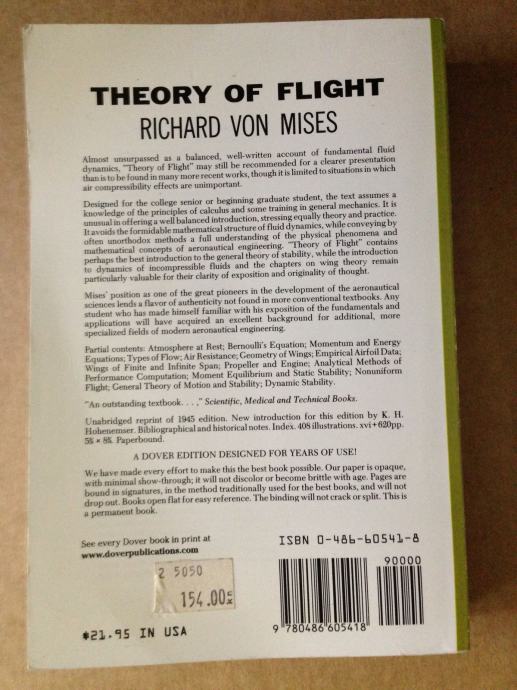 THEORY OF FLIGHT
RICHARD VON MISES
Almost unsurpassed as a balanced, well-written account of fundamental fluid
dynamics, "Theory of Flight" may still be recommended for a clearer presentation
than is to be found in many more recent works, though it is limited to situations in which
air compressibility effects are unimportant.
Designed for the college senior or beginning graduate student, the text assumes a
knowledge of the principles of calculus and some training in general mechanics. It is
unusual in offering a well balanced introduction, stressing equally theory and practice.
It avoids the formidable mathematical structure of fluid dynamics, while conveying by
often unorthodox methods a full understanding of the physical phenomena and
mathematical concepts of aeronautical engineering. "Theory of Flight" contains
perhaps the best introduction to the general theory of stability, while the introduction
to dynamics of incompressible fluids and the chapters on wing theory remain
particularly valuable for their clarity of exposition and originality of thought.
Mises' position as one of the great pioneers in the development of the aeronautical
sciences lends a flavor of authenticity not found in more conventional textbooks. Any
student who has made himself familiar with his exposition of the fundamentals and
applications will have acquired an excellent background for additional, more
specialized fields of modern aeronautical engineering.
Partial contents: Atmosphere at Rest; Bernoulli's Equation; Momentum and Energy
Equations; Types of Flow; Air Resistance; Geometry of Wings; Empirical Airfoil Data;
Wings of Finite and Infinite Span; Propeller and Engine; Analytical Methods of
Performance Computation; Moment Equilibrium and Static Stability; Nonuniform
Flight; General Theory of Motion and Stability; Dynamic Stability.
"An outstanding textbook. . . ," Scientific, Medical and Technical Books.
Unabridged reprint of 1945 edition. New introduction for this edition by K. H.
Hohenemser. Bibliographical and historical notes. Index. 408 illustrations. xvi + 620pp.
5⅜ × 8½. Paperbound.
A DOVER EDITION DESIGNED FOR YEARS OF USE!
We have made every effort to make this the best book possible. Our paper is opaque,
with minimal show-through; it will not discolor or become brittle with age. Pages are
bound in signatures, in the method traditionally used for the best books, and will not
drop out. Books open flat for easy reference. The binding will not crack or split. This is
a permanent book.
See every Dover book in print at
www.doverpublications.com
ISBN 0-486-60541-8
90000
2 5050
154.00
9 780486 605418
$21.95 IN USA